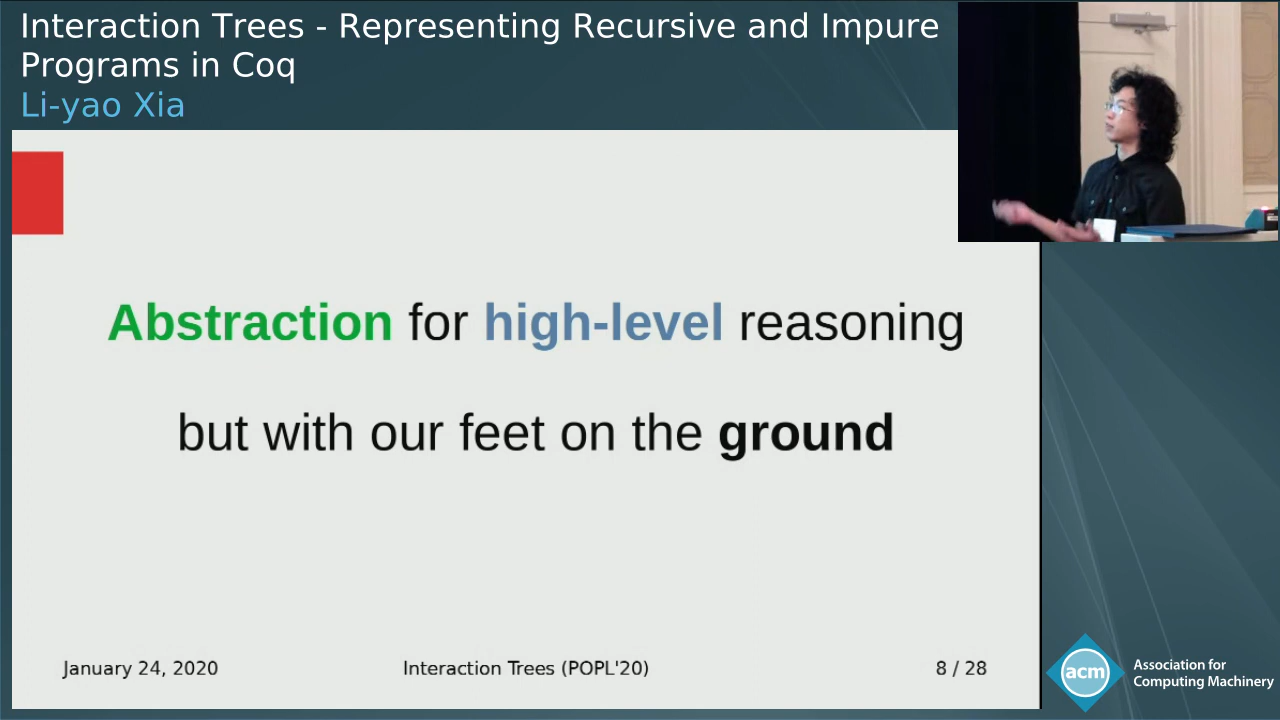 Interaction Trees - Representing Recursive and Impure
Programs in Coq
Li-yao Xia
Abstraction for high-level reasoning
but with our feet on the ground
January 24, 2020
Interaction Trees (POPL'20)
8 / 28
acm
Association for
Computing Machinery